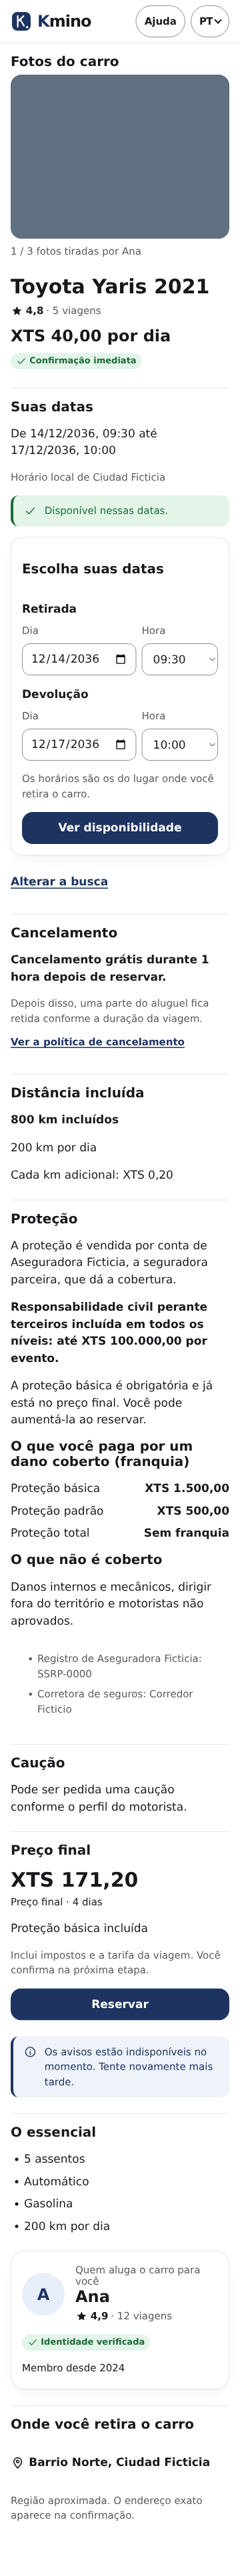 K Kmino
Ajuda
PT
Fotos do carro
1 / 3 fotos tiradas por Ana
Toyota Yaris 2021
★ 4,8 · 5 viagens
XTS 40,00 por dia
Confirmação imediata
Suas datas
De 14/12/2036, 09:30 até
17/12/2036, 10:00
Horário local de Ciudad Ficticia
Disponível nessas datas.
Escolha suas datas
Retirada
Dia Hora
12/14/2036 09:30
Devolução
Dia Hora
12/17/2036 10:00
Os horários são os do lugar onde você
retira o carro.
Ver disponibilidade
Alterar a busca
Cancelamento
Cancelamento grátis durante 1
hora depois de reservar.
Depois disso, uma parte do aluguel fica
retida conforme a duração da viagem.
Ver a política de cancelamento
Distância incluída
800 km incluídos
200 km por dia
Cada km adicional: XTS 0,20
Proteção
A proteção é vendida por conta de
Aseguradora Ficticia, a seguradora
parceira, que dá a cobertura.
Responsabilidade civil perante
terceiros incluída em todos os
níveis: até XTS 100.000,00 por
evento.
A proteção básica é obrigatória e já
está no preço final. Você pode
aumentá-la ao reservar.
O que você paga por um
dano coberto (franquia)
Proteção básica XTS 1.500,00
Proteção padrão XTS 500,00
Proteção total Sem franquia
O que não é coberto
Danos internos e mecânicos, dirigir
fora do território e motoristas não
aprovados.
• Registro de Aseguradora Ficticia:
SSRP-0000
• Corretora de seguros: Corredor
Ficticio
Caução
Pode ser pedida uma caução
conforme o perfil do motorista.
Preço final
XTS 171,20
Preço final · 4 dias
Proteção básica incluída
Inclui impostos e a tarifa da viagem. Você
confirma na próxima etapa.
Reservar
Os avisos estão indisponíveis no
momento. Tente novamente mais
tarde.
O essencial
• 5 assentos
• Automático
• Gasolina
• 200 km por dia
A
Quem aluga o carro para
você
Ana
★ 4,9 · 12 viagens
Identidade verificada
Membro desde 2024
Onde você retira o carro
Barrio Norte, Ciudad Ficticia
Região aproximada. O endereço exato
aparece na confirmação.